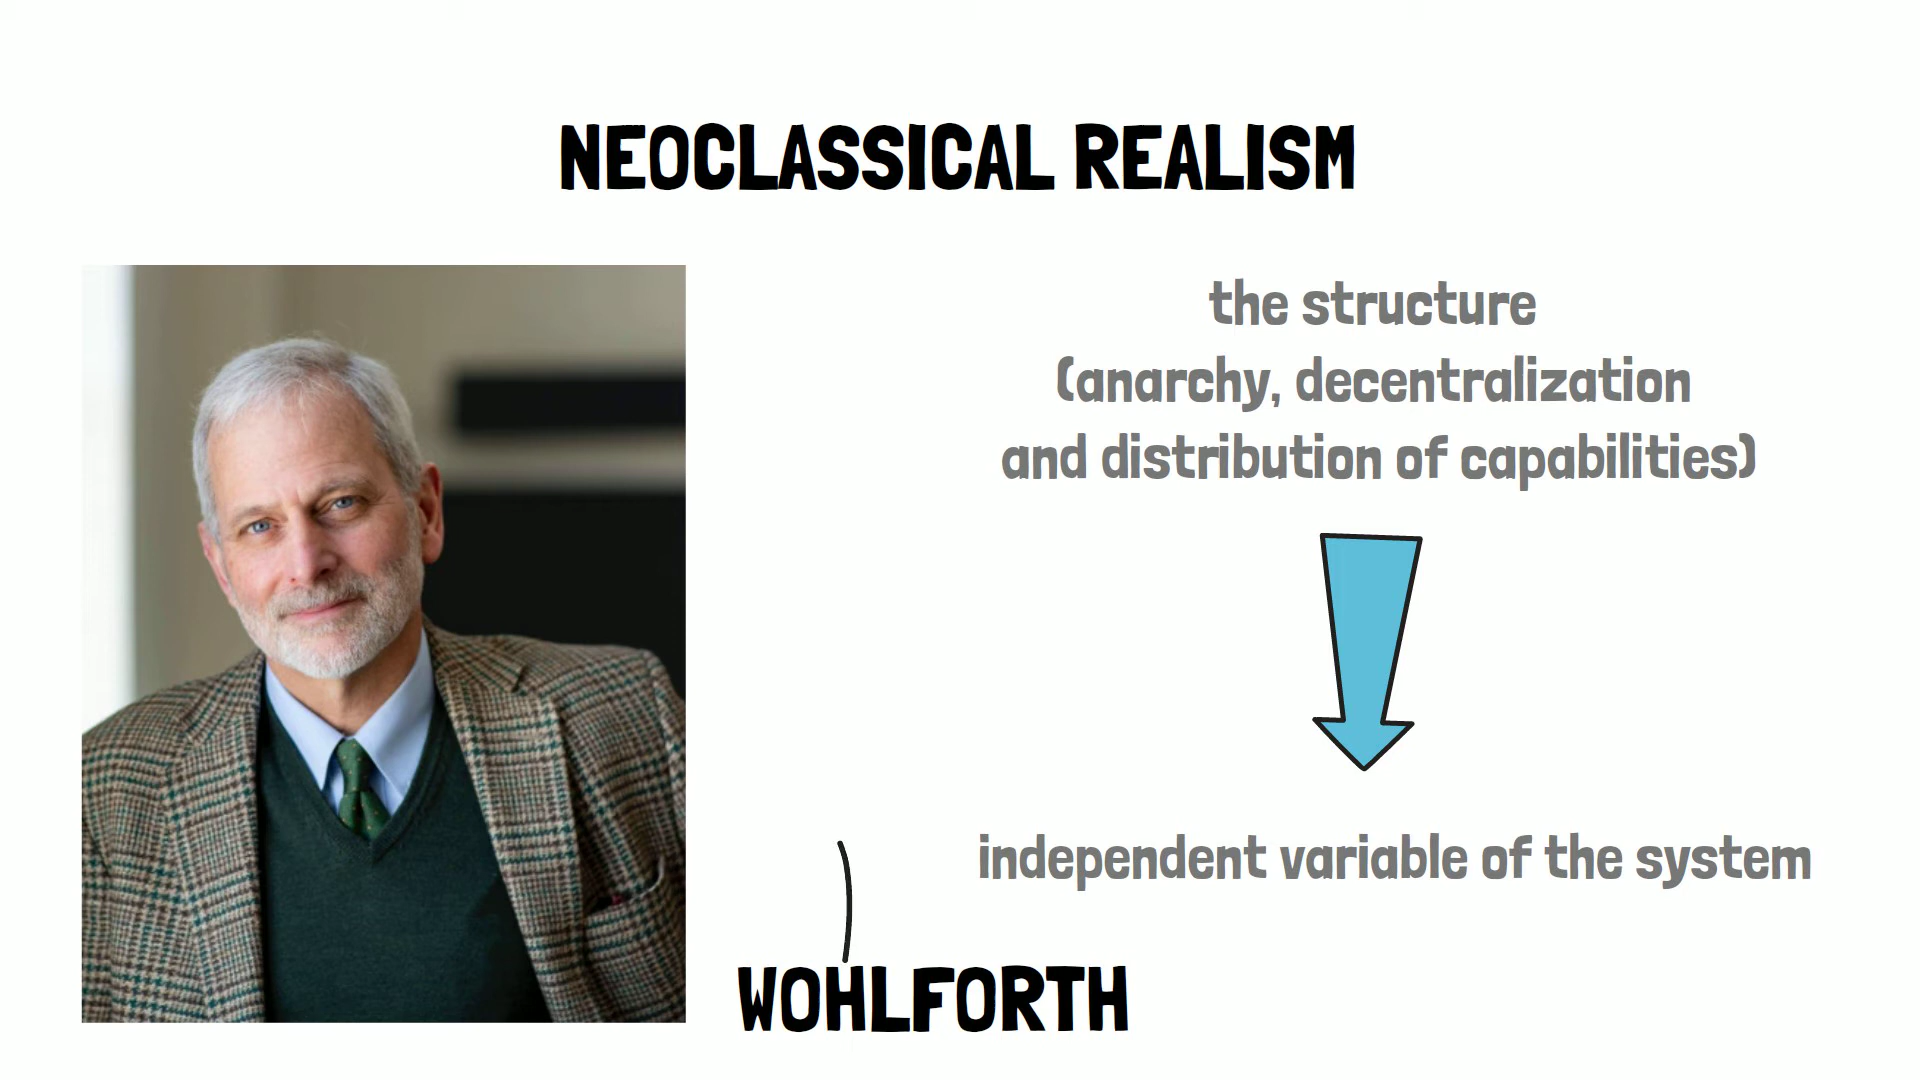 NEOCLASSICAL REALISM
the structure
(anarchy, decentralization
and distribution of capabilities)
independent variable of the system
WOHLFORTH